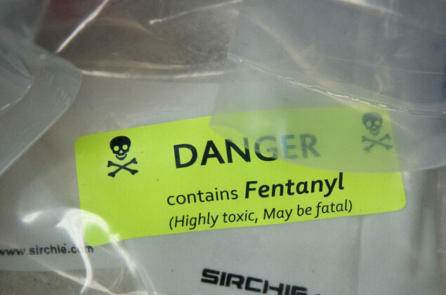 DANGER
contains Fentanyl
(Highly toxic, May be fatal)
www.sirchie.com
SIRCHIE